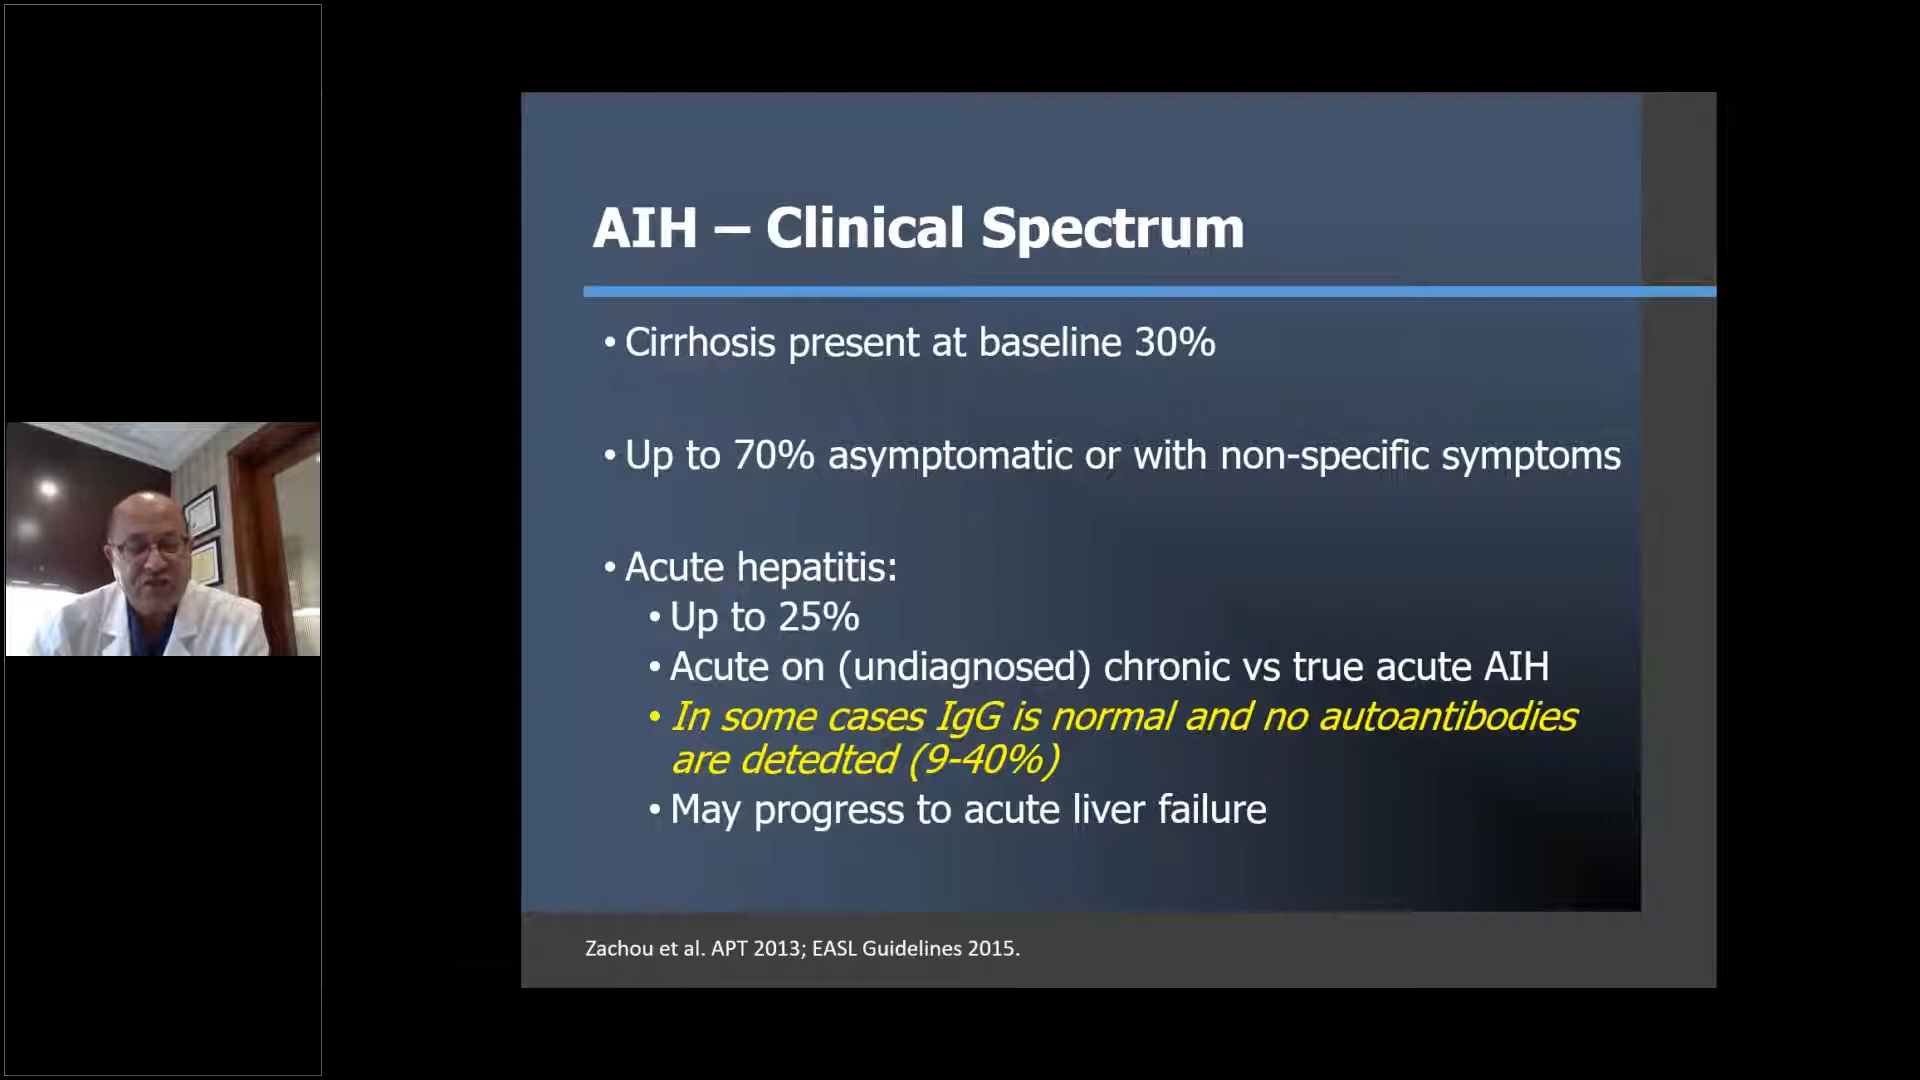 AIH – Clinical Spectrum
• Cirrhosis present at baseline 30%
• Up to 70% asymptomatic or with non-specific symptoms
• Acute hepatitis:
• Up to 25%
• Acute on (undiagnosed) chronic vs true acute AIH
• In some cases IgG is normal and no autoantibodies
are detedted (9-40%)
• May progress to acute liver failure
Zachou et al. APT 2013; EASL Guidelines 2015.